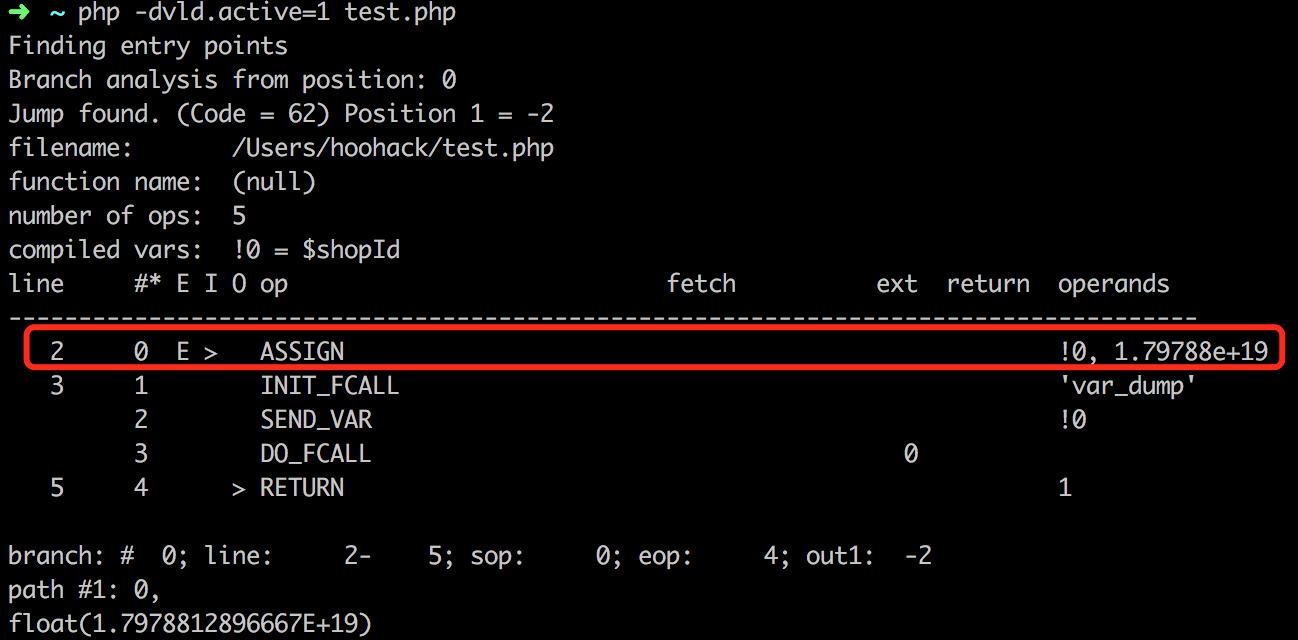 ➜ ~ php -dvld.active=1 test.php
Finding entry points
Branch analysis from position: 0
Jump found. (Code = 62) Position 1 = -2
filename: /Users/hoohack/test.php
function name: (null)
number of ops: 5
compiled vars: !0 = $shopId
line #* E I O op fetch ext return operands
-------------------------------------------------------------------------------------
2 0 E > ASSIGN !0, 1.79788e+19
3 1 INIT_FCALL 'var_dump'
2 SEND_VAR !0
3 DO_FCALL 0
5 4 > RETURN 1
branch: # 0; line: 2- 5; sop: 0; eop: 4; out1: -2
path #1: 0,
float(1.7978812896667E+19)